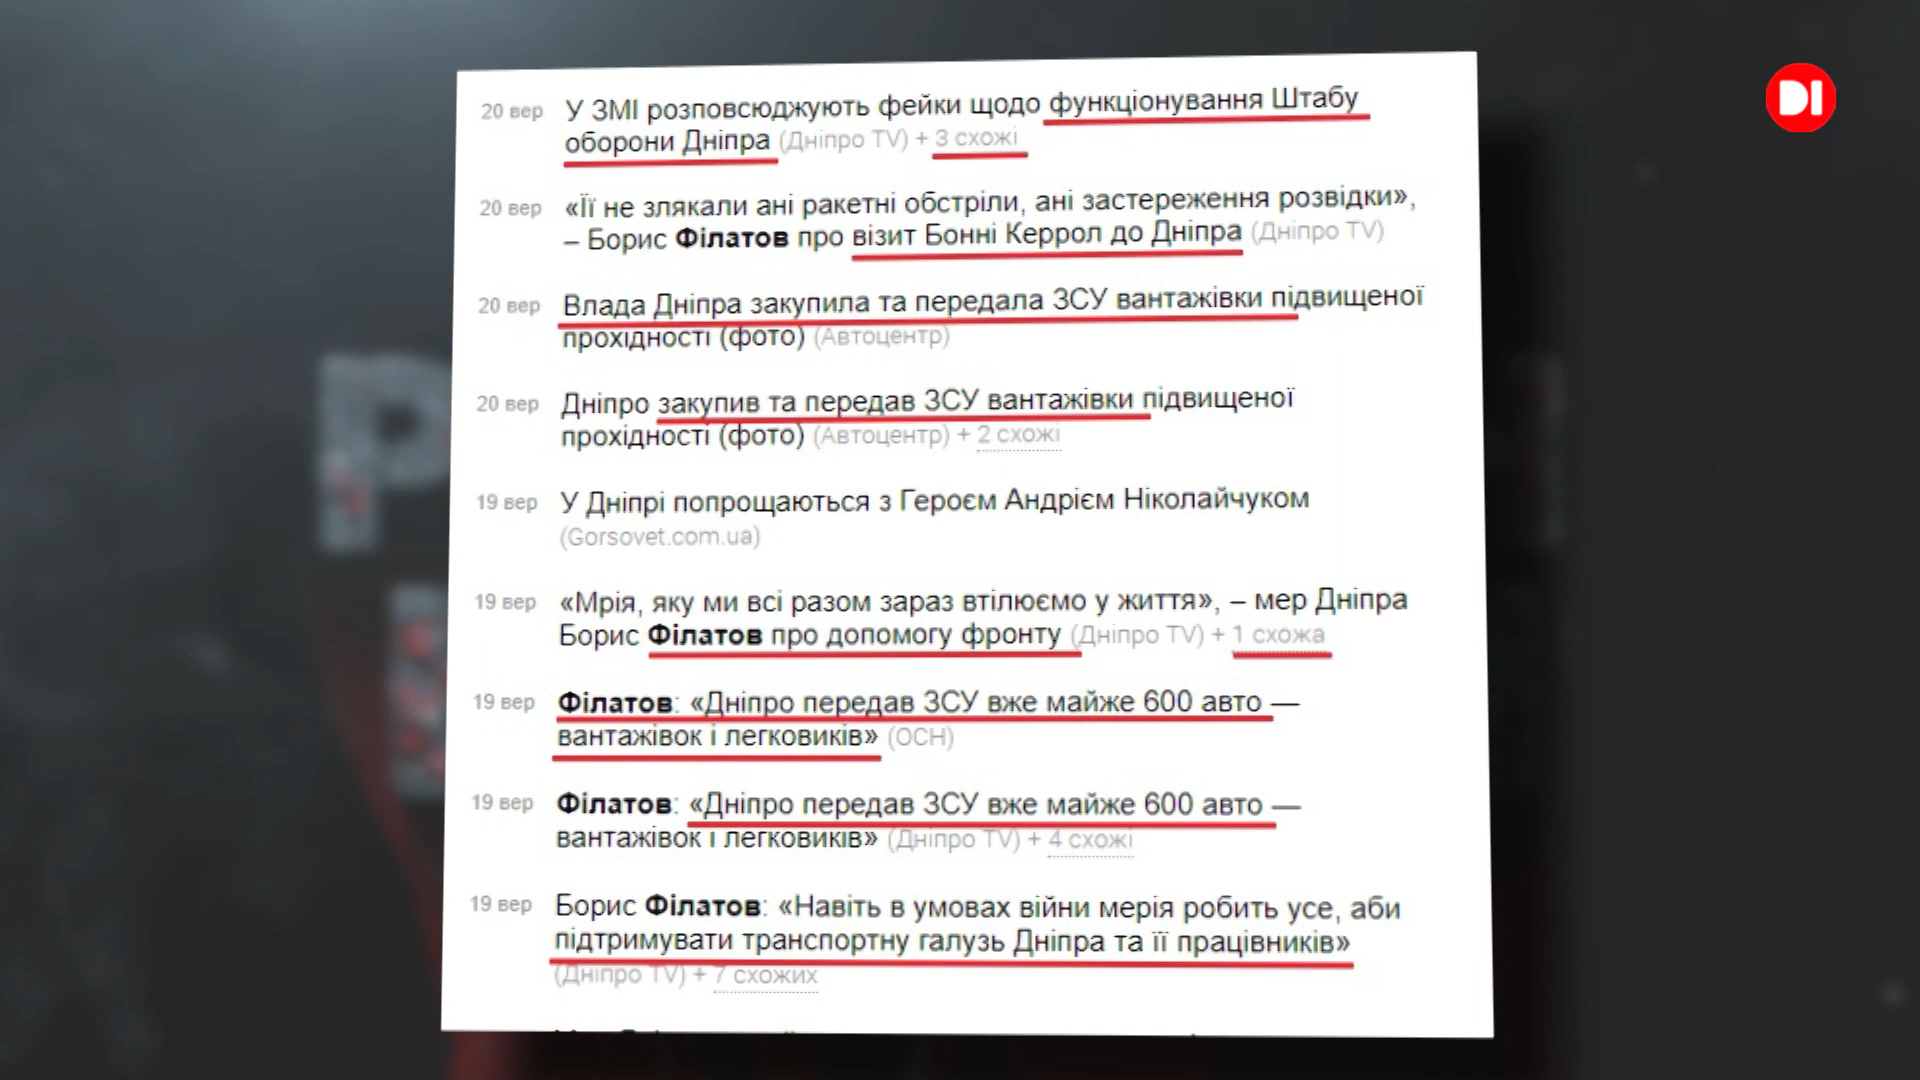 DI
20 вер У ЗМІ розповсюджують фейки щодо функціонування Штабу
оборони Дніпра (Дніпро TV) + 3 схожі
20 вер «Її не злякали ані ракетні обстріли, ані застереження розвідки»,
– Борис Філатов про візит Бонні Керрол до Дніпра (Дніпро TV)
20 вер Влада Дніпра закупила та передала ЗСУ вантажівки підвищеної
прохідності (фото) (Автоцентр)
20 вер Дніпро закупив та передав ЗСУ вантажівки підвищеної
прохідності (фото) (Автоцентр) + 2 схожі
19 вер У Дніпрі попрощаються з Героєм Андрієм Ніколайчуком
(Gorsovet.com.ua)
19 вер «Мрія, яку ми всі разом зараз втілюємо у життя», – мер Дніпра
Борис Філатов про допомогу фронту (Дніпро TV) + 1 схожа
19 вер Філатов: «Дніпро передав ЗСУ вже майже 600 авто —
вантажівок і легковиків» (ОСН)
19 вер Філатов: «Дніпро передав ЗСУ вже майже 600 авто —
вантажівок і легковиків» (Дніпро TV) + 4 схожі
19 вер Борис Філатов: «Навіть в умовах війни мерія робить усе, аби
підтримувати транспортну галузь Дніпра та її працівників»
(Дніпро TV) + 7 схожих